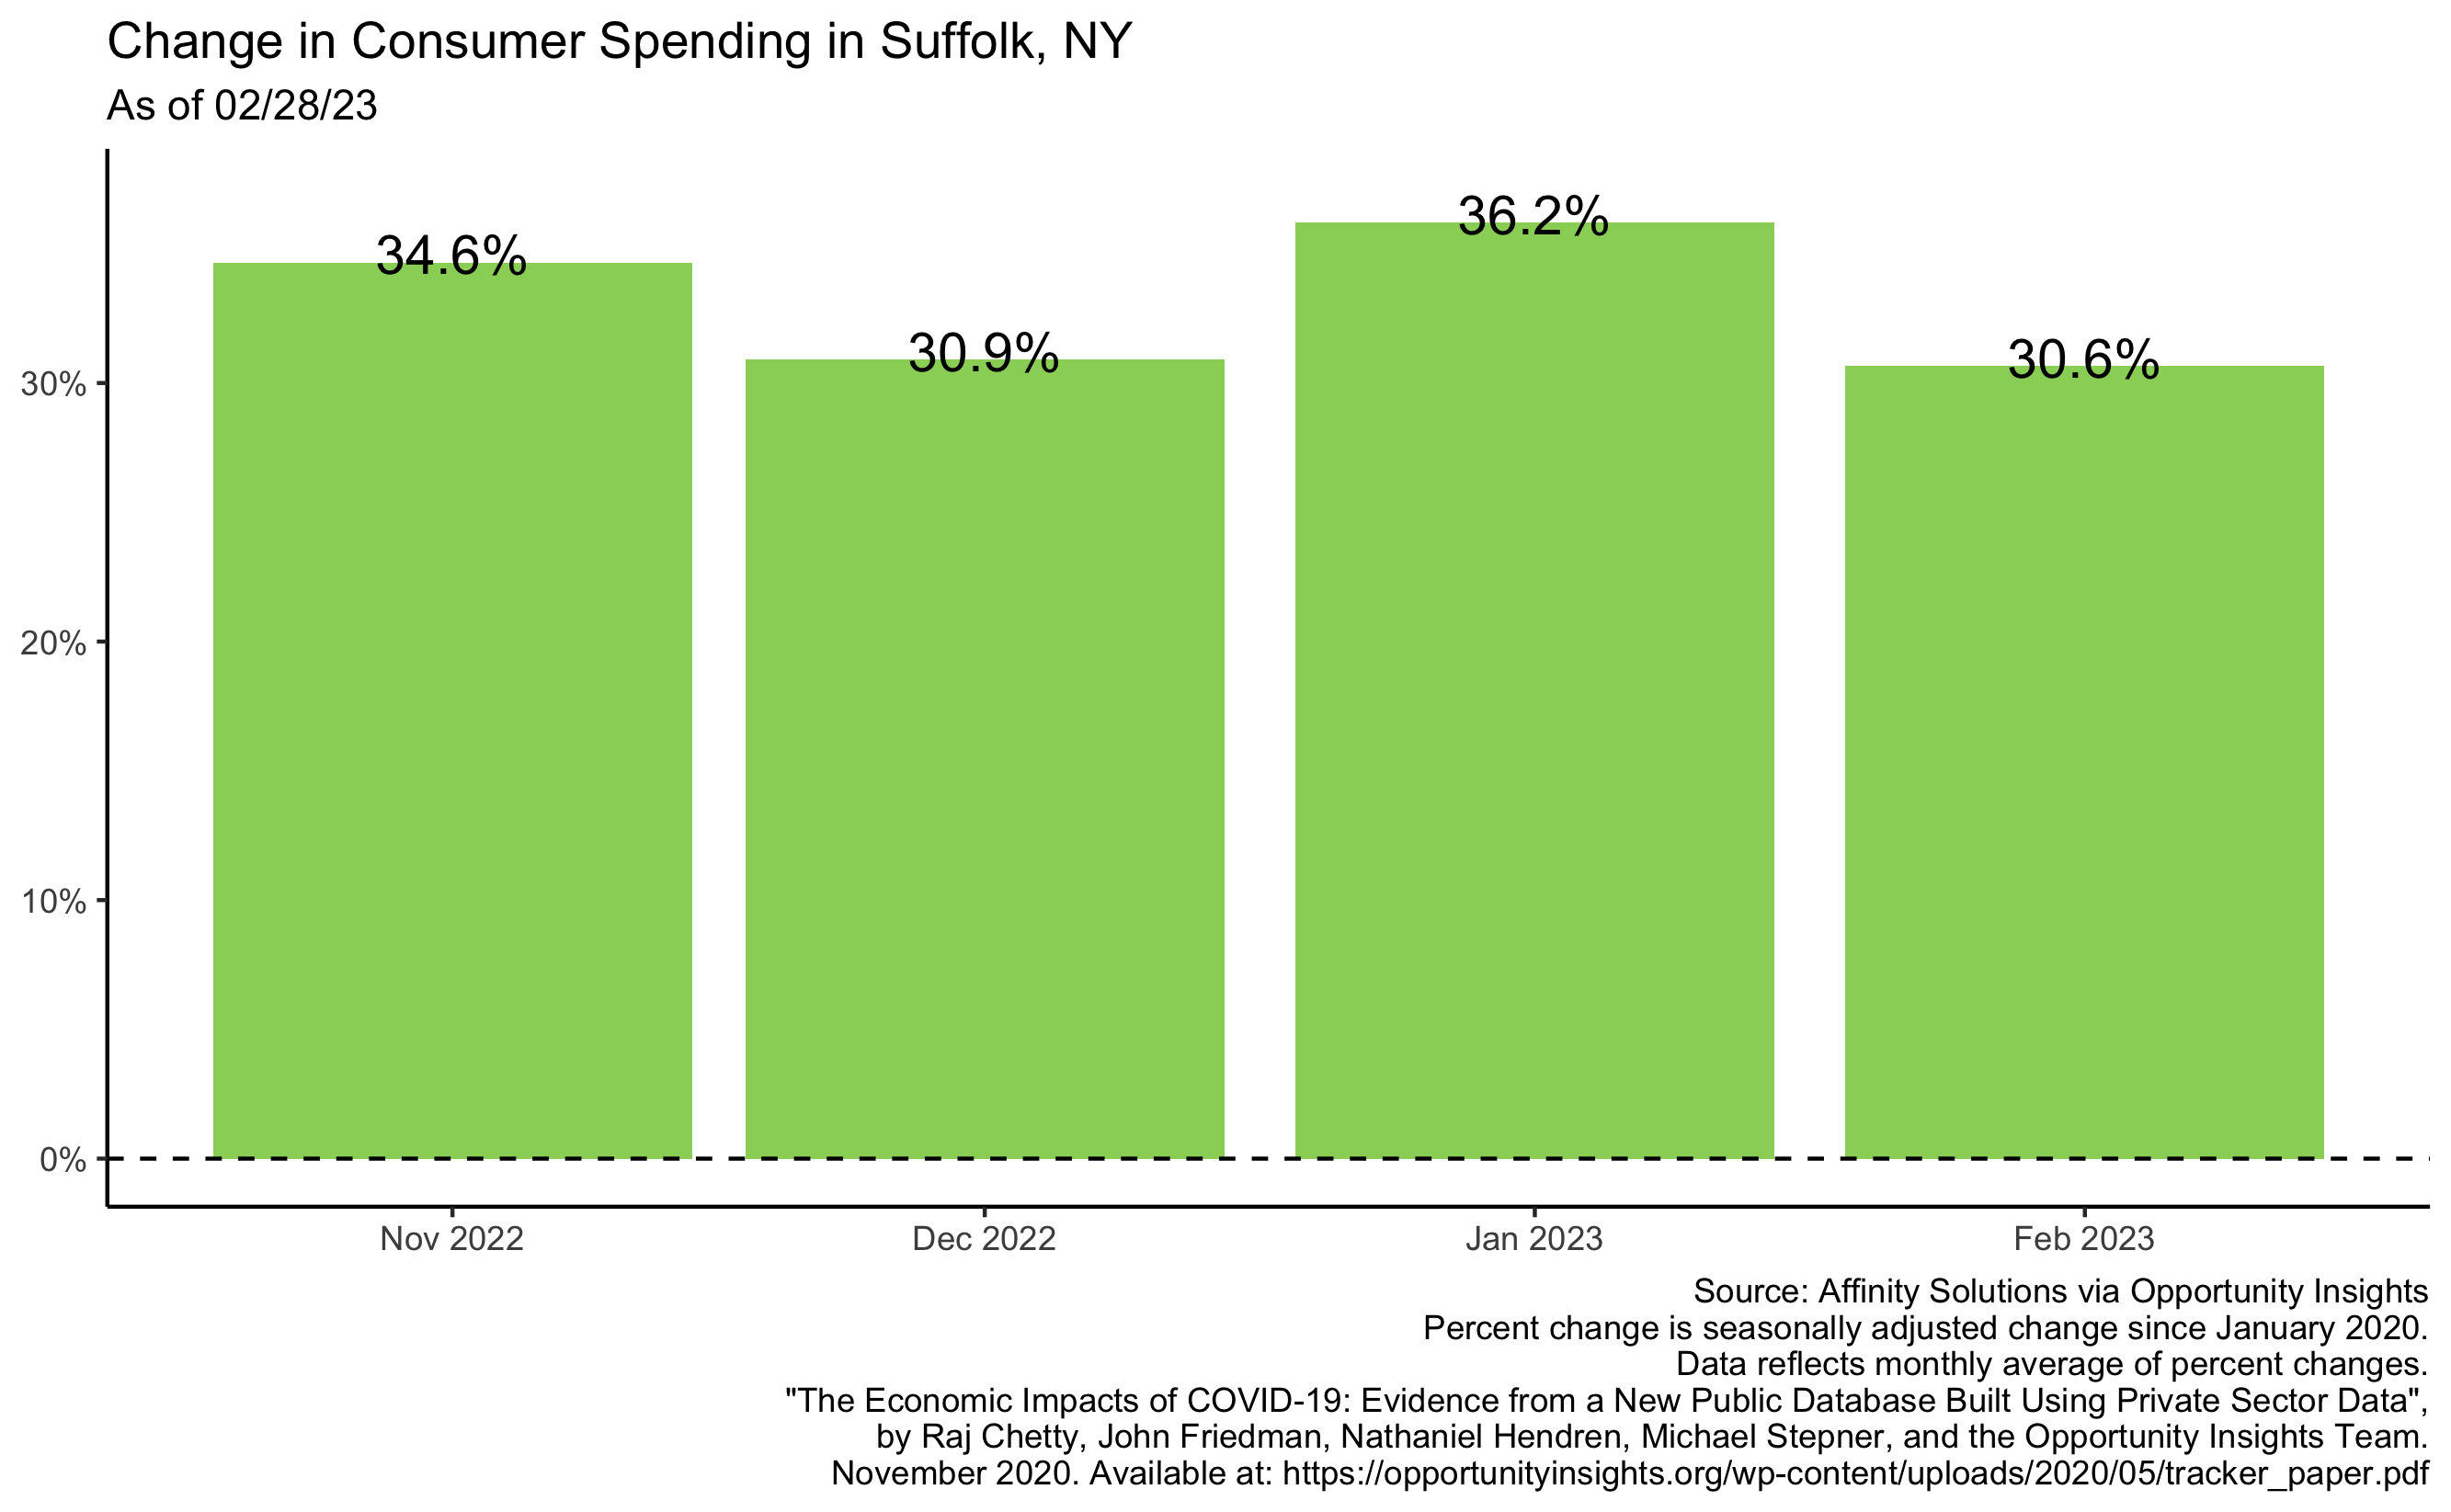 Change in Consumer Spending in Suffolk, NY
As of 02/28/23
34.6%
30.9%
36.2%
30.6%
30%
20%
10%
0%
Nov 2022
Dec 2022
Jan 2023
Feb 2023
Source: Affinity Solutions via Opportunity Insights
Percent change is seasonally adjusted change since January 2020.
Data reflects monthly average of percent changes.
"The Economic Impacts of COVID-19: Evidence from a New Public Database Built Using Private Sector Data",
by Raj Chetty, John Friedman, Nathaniel Hendren, Michael Stepner, and the Opportunity Insights Team.
November 2020. Available at: https://opportunityinsights.org/wp-content/uploads/2020/05/tracker_paper.pdf